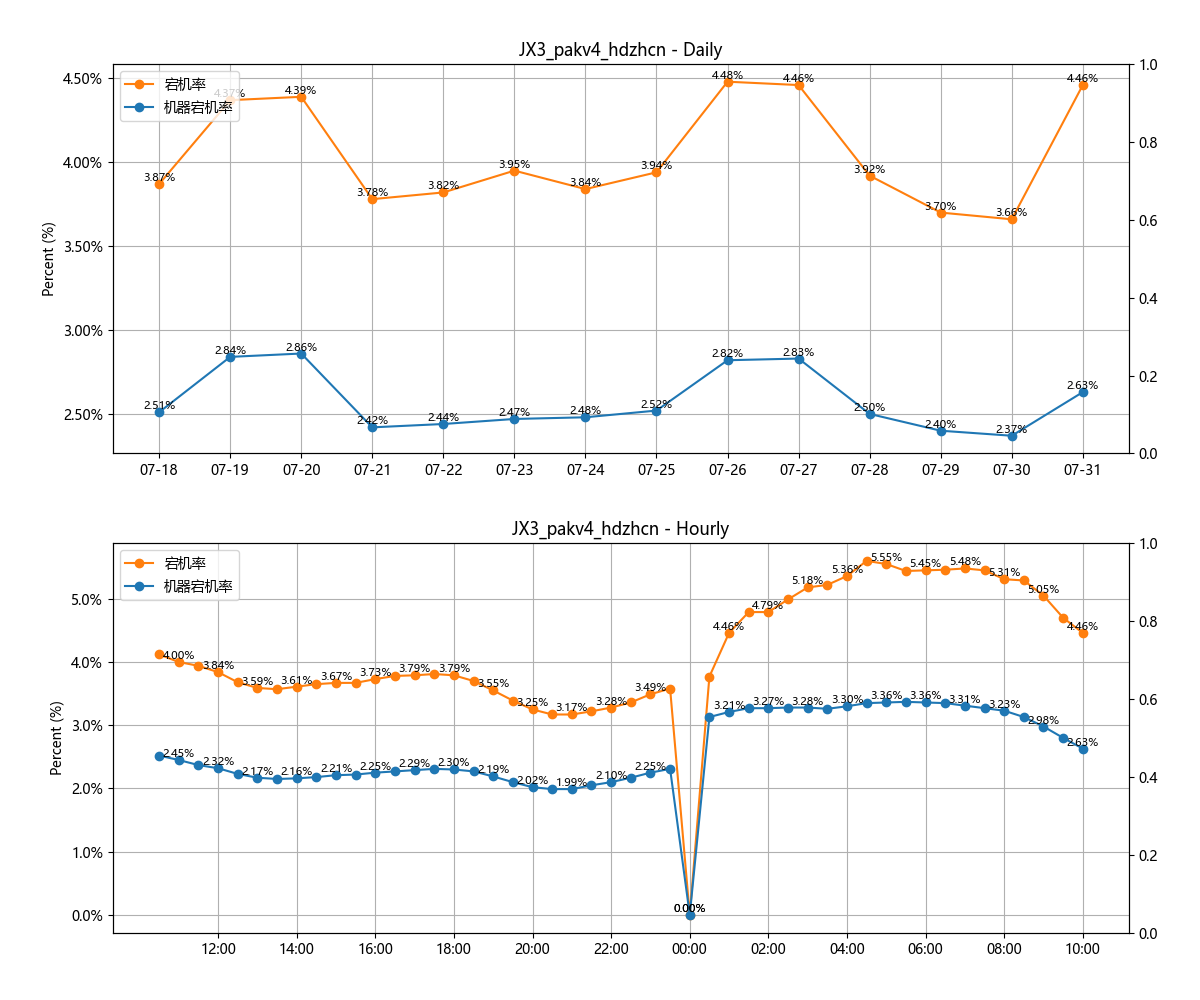 JX3_pakv4_hdzhcn - Daily
宕机率
机器宕机率
Percent (%)
4.50%
4.00%
3.50%
3.00%
2.50%
1.0
0.8
0.6
0.4
0.2
0.0
3.87% 4.37% 4.39% 3.78% 3.82% 3.95% 3.84% 3.94% 4.48% 4.46% 3.92% 3.70% 3.66% 4.46%
2.51% 2.84% 2.86% 2.42% 2.44% 2.47% 2.48% 2.52% 2.82% 2.83% 2.50% 2.40% 2.37% 2.63%
07-18 07-19 07-20 07-21 07-22 07-23 07-24 07-25 07-26 07-27 07-28 07-29 07-30 07-31
JX3_pakv4_hdzhcn - Hourly
宕机率
机器宕机率
Percent (%)
5.0%
4.0%
3.0%
2.0%
1.0%
0.0%
1.0
0.8
0.6
0.4
0.2
0.0
4.00% 3.84% 3.59% 3.61% 3.67% 3.73% 3.79% 3.79% 3.55% 3.25% 3.17% 3.28% 3.49% 0.00% 4.46% 4.79% 5.18% 5.36% 5.55% 5.45% 5.48% 5.31% 5.05% 4.46%
2.45% 2.32% 2.17% 2.16% 2.21% 2.25% 2.29% 2.30% 2.19% 2.02% 1.99% 2.10% 2.25% 0.00% 3.21% 3.27% 3.28% 3.30% 3.36% 3.36% 3.31% 3.23% 2.98% 2.63%
12:00 14:00 16:00 18:00 20:00 22:00 00:00 02:00 04:00 06:00 08:00 10:00